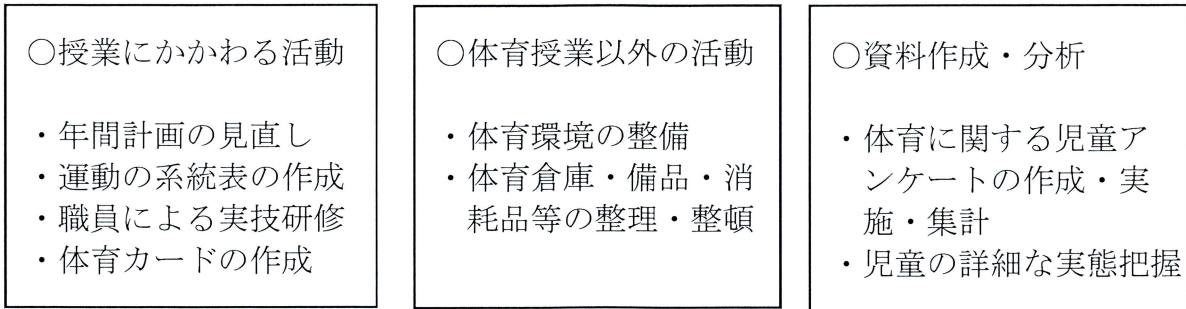 ○授業にかかわる活動
・年間計画の見直し
・運動の系統表の作成
・職員による実技研修
・体育カードの作成
○体育授業以外の活動
・体育環境の整備
・体育倉庫・備品・消
耗品等の整理・整頓
○資料作成・分析
・体育に関する児童ア
ンケートの作成・実
施・集計
・児童の詳細な実態把握